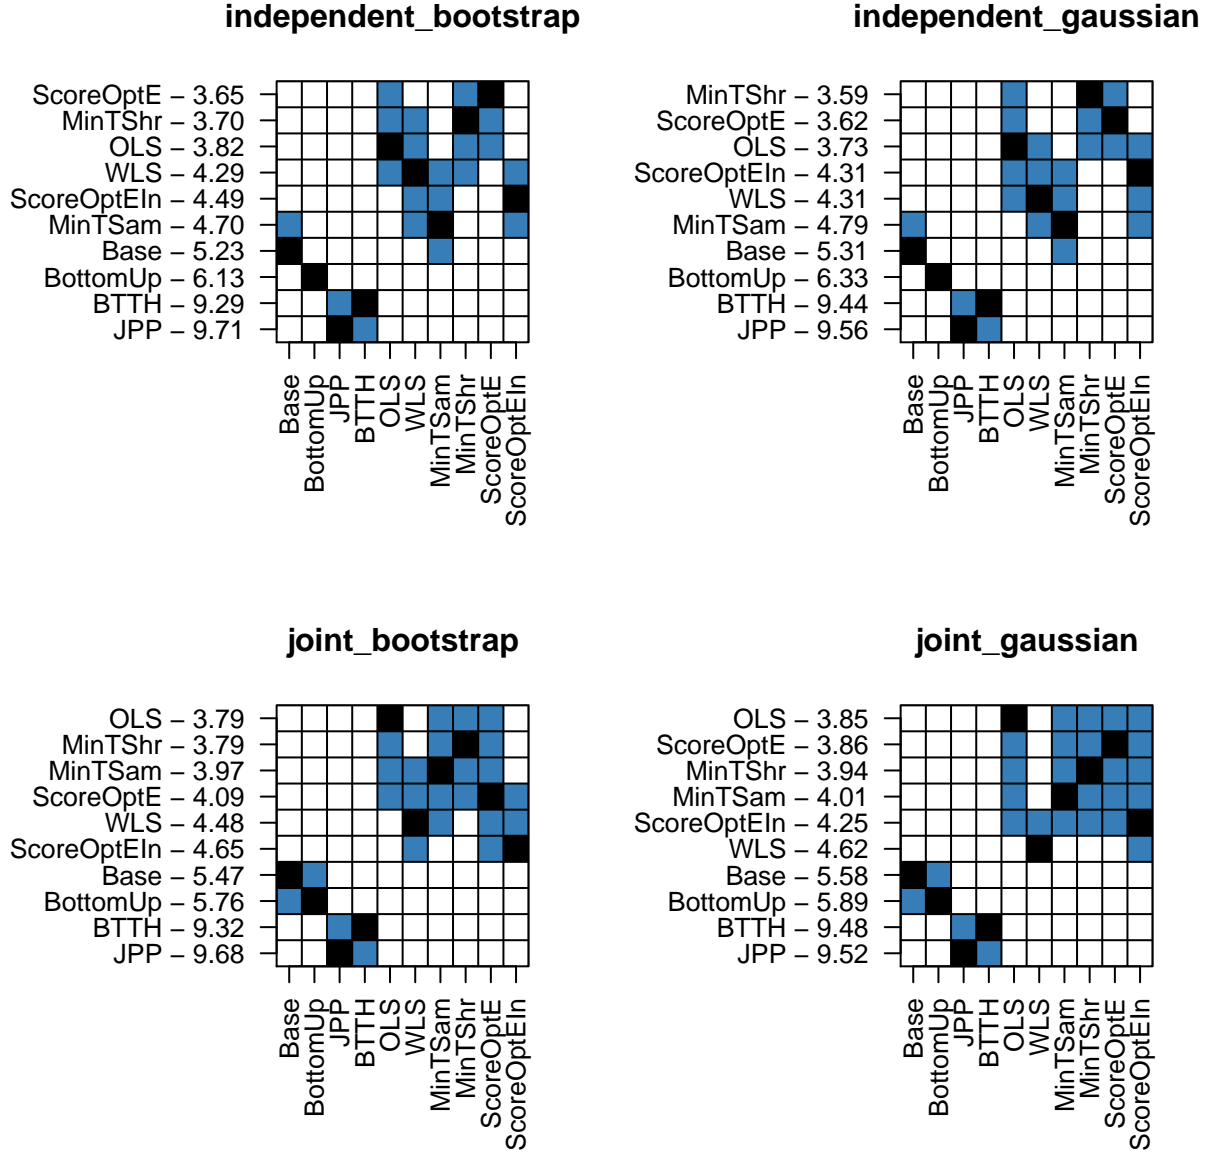 independent_bootstrap
ScoreOptE − 3.65
MinTShr − 3.70
OLS − 3.82
WLS − 4.29
ScoreOptEIn − 4.49
MinTSam − 4.70
Base − 5.23
BottomUp − 6.13
BTTH − 9.29
JPP − 9.71
Base
BottomUp
JPP
BTTH
OLS
WLS
MinTSam
MinTShr
ScoreOptE
ScoreOptEIn
independent_gaussian
MinTShr − 3.59
ScoreOptE − 3.62
OLS − 3.73
ScoreOptEIn − 4.31
WLS − 4.31
MinTSam − 4.79
Base − 5.31
BottomUp − 6.33
BTTH − 9.44
JPP − 9.56
Base
BottomUp
JPP
BTTH
OLS
WLS
MinTSam
MinTShr
ScoreOptE
ScoreOptEIn
joint_bootstrap
OLS − 3.79
MinTShr − 3.79
MinTSam − 3.97
ScoreOptE − 4.09
WLS − 4.48
ScoreOptEIn − 4.65
Base − 5.47
BottomUp − 5.76
BTTH − 9.32
JPP − 9.68
Base
BottomUp
JPP
BTTH
OLS
WLS
MinTSam
MinTShr
ScoreOptE
ScoreOptEIn
joint_gaussian
OLS − 3.85
ScoreOptE − 3.86
MinTShr − 3.94
MinTSam − 4.01
ScoreOptEIn − 4.25
WLS − 4.62
Base − 5.58
BottomUp − 5.89
BTTH − 9.48
JPP − 9.52
Base
BottomUp
JPP
BTTH
OLS
WLS
MinTSam
MinTShr
ScoreOptE
ScoreOptEIn